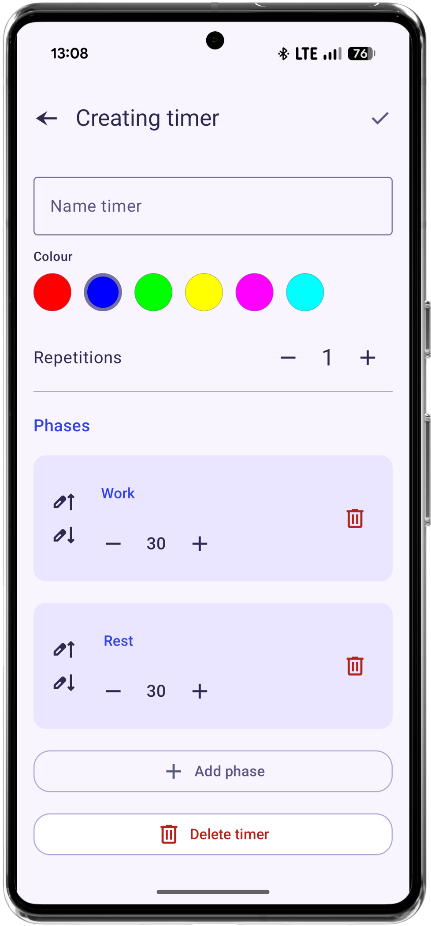 13:08 LTE 76
Creating timer
Name timer
Colour
Repetitions 1
Phases
Work
30
Rest
30
Add phase
Delete timer